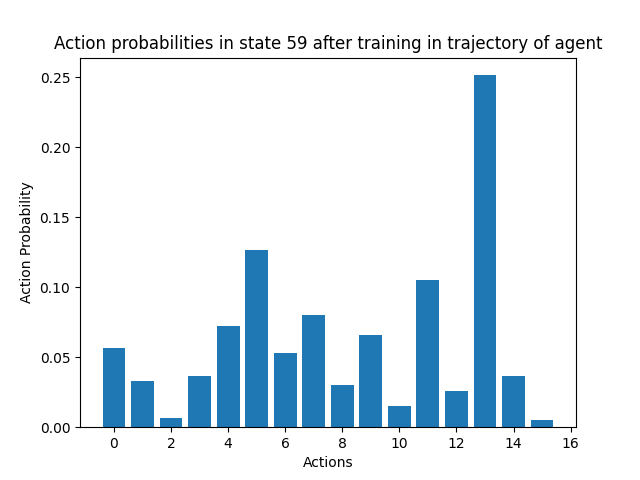 Action probabilities in state 59 after training in trajectory of agent
0.25
0.20
0.15
0.10
0.05
0.00
Action Probability
0 2 4 6 8 10 12 14 16
Actions